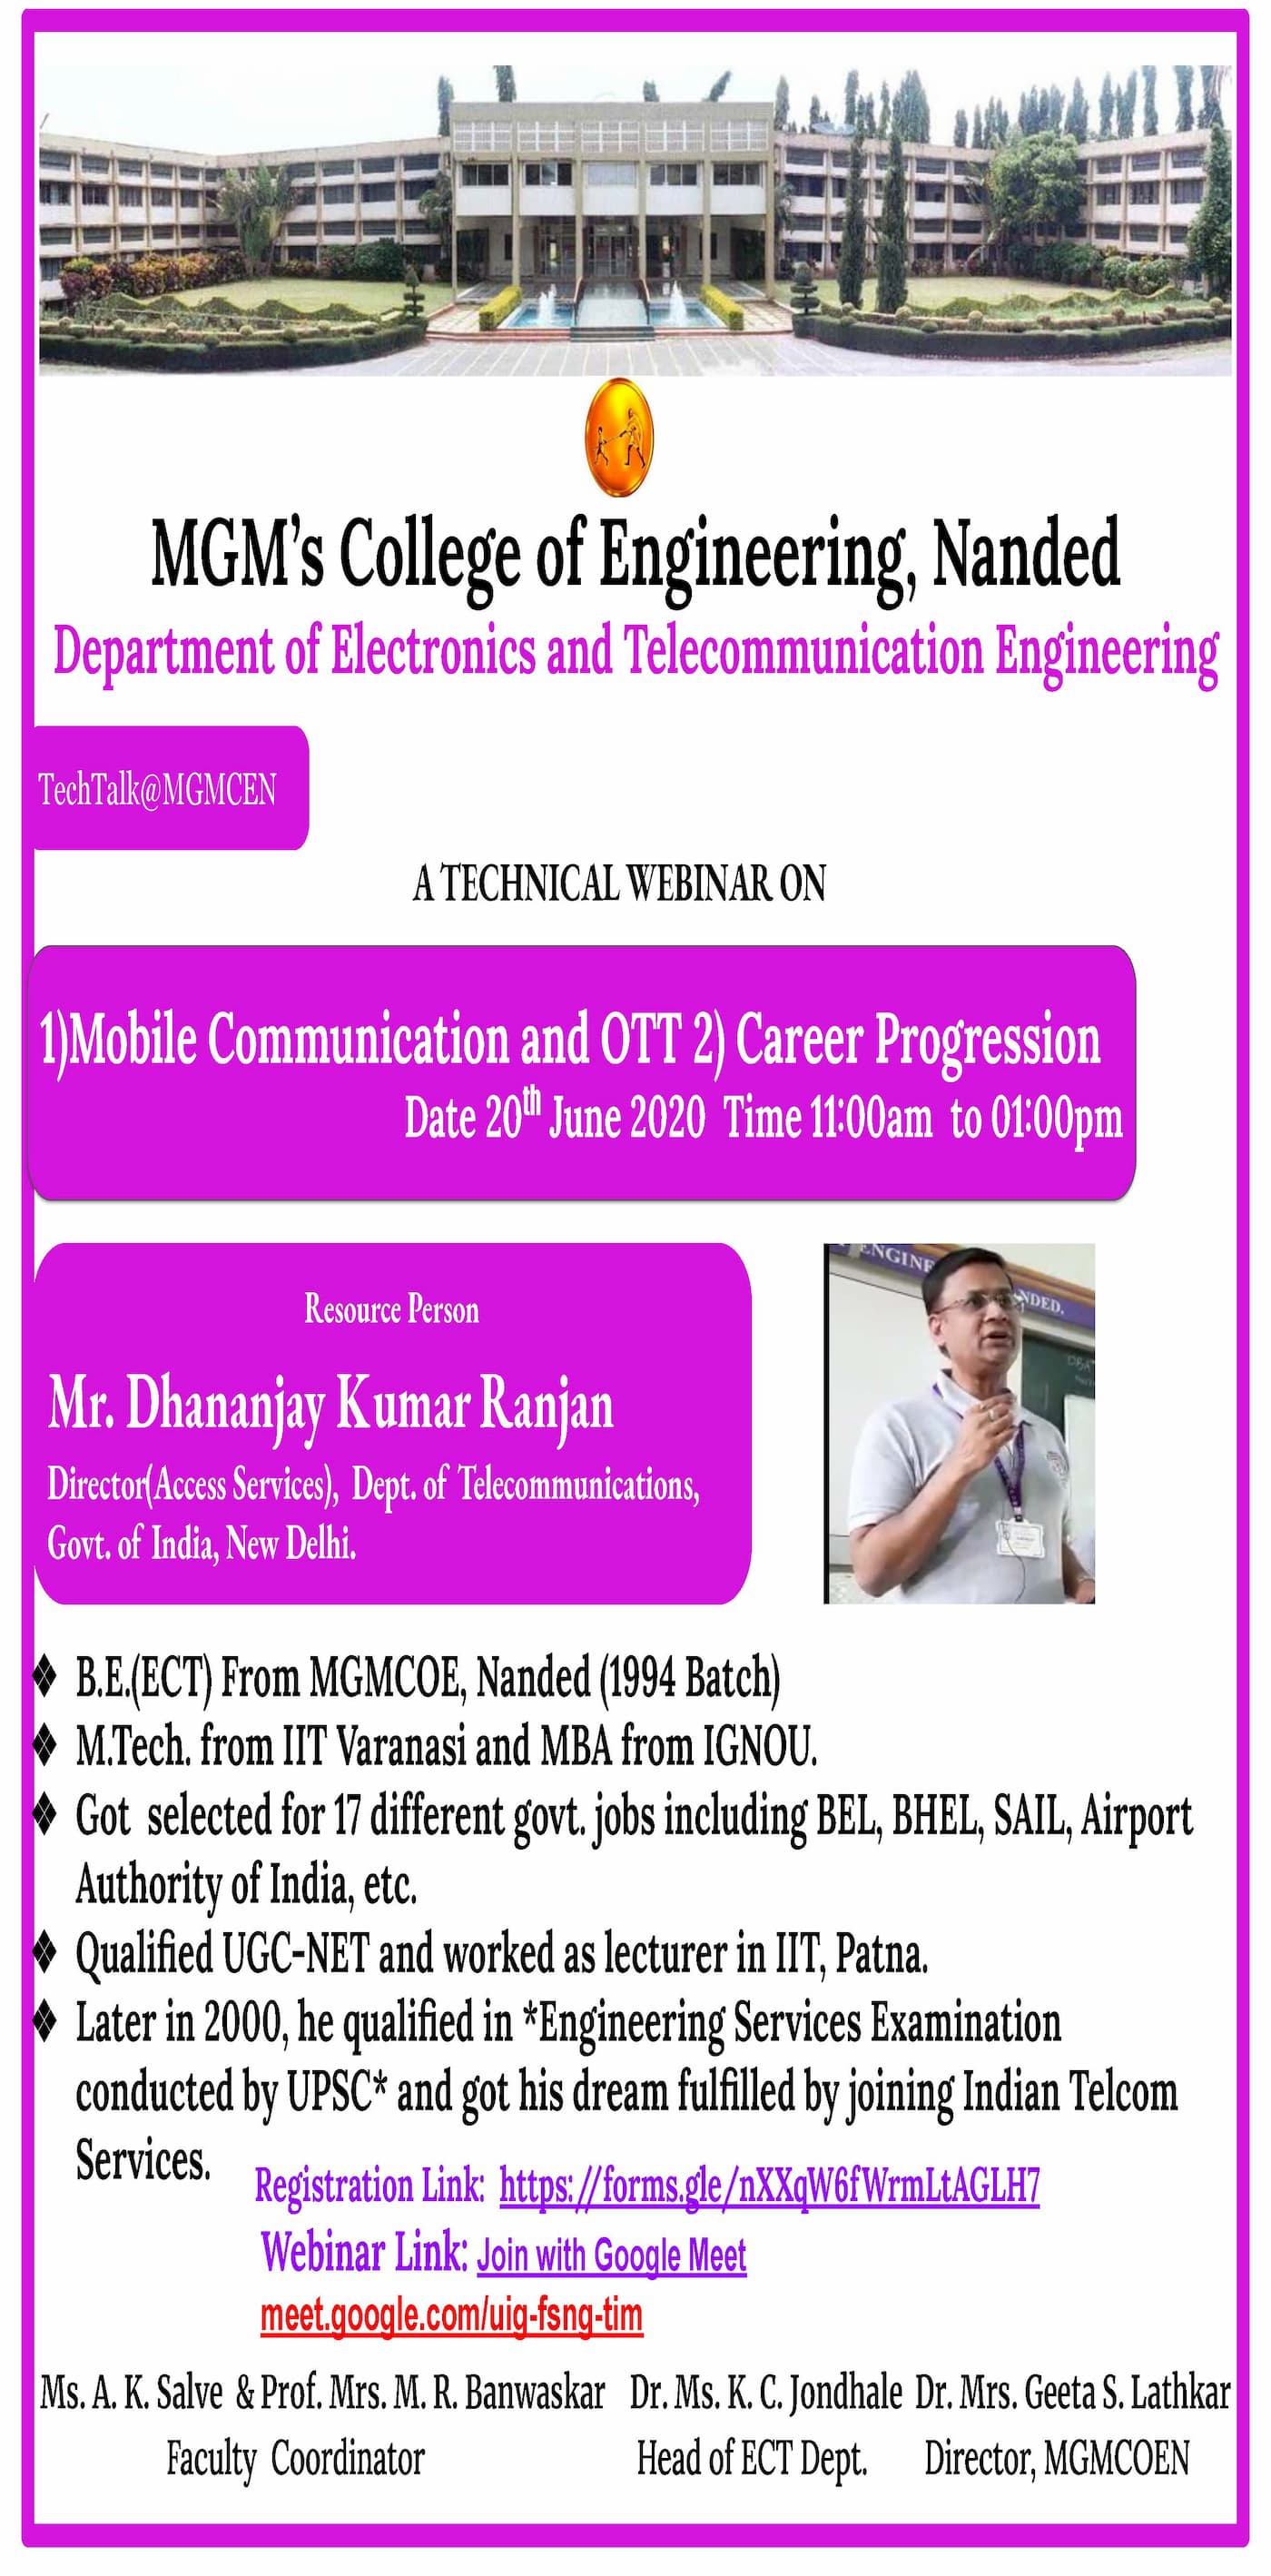 MGM's College of Engineering, Nanded
Department of Electronics and Telecommunication Engineering
TechTalk@MGMCEN
A TECHNICAL WEBINAR ON
1)Mobile Communication and OTT 2) Career Progression
Date 20th June 2020 Time 11:00am to 01:00pm
Resource Person
Mr. Dhananjay Kumar Ranjan
Director(Access Services), Dept. of Telecommunications,
Govt. of India, New Delhi.
ENGINE
NDED.
❖ B.E.(ECT) From MGMCOE, Nanded (1994 Batch)
❖ M.Tech. from IIT Varanasi and MBA from IGNOU.
❖ Got selected for 17 different govt. jobs including BEL, BHEL, SAIL, Airport
Authority of India, etc.
❖ Qualified UGC-NET and worked as lecturer in IIT, Patna.
❖ Later in 2000, he qualified in *Engineering Services Examination
conducted by UPSC* and got his dream fulfilled by joining Indian Telcom
Services.
Registration Link: https://forms.gle/nXXqW6fWrmLtAGLH7
Webinar Link: Join with Google Meet
meet.google.com/uig-fsng-tim
Ms. A. K. Salve & Prof. Mrs. M. R. Banwaskar Dr. Ms. K. C. Jondhale Dr. Mrs. Geeta S. Lathkar
Faculty Coordinator Head of ECT Dept. Director, MGMCOEN